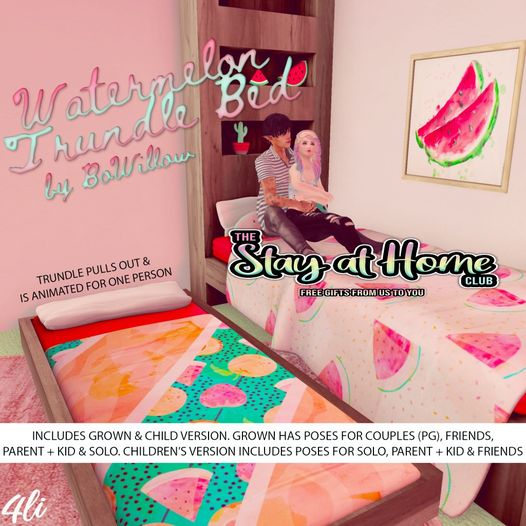 Watermelon
Trundle Bed
by BoWillow
TRUNDLE PULLS OUT &
IS ANIMATED FOR ONE PERSON
THE
Stay at Home
CLUB
FREE GIFTS FROM US TO YOU
INCLUDES GROWN & CHILD VERSION. GROWN HAS POSES FOR COUPLES (PG), FRIENDS,
PARENT + KID & SOLO. CHILDREN'S VERSION INCLUDES POSES FOR SOLO, PARENT + KID & FRIENDS
4li